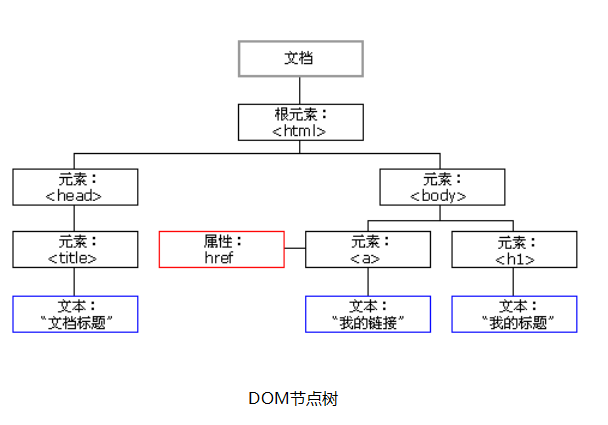 文档
根元素：
<html>
元素：
<head>
元素：
<body>
元素：
<title>
属性：
href
元素：
<a>
元素：
<h1>
文本：
“文档标题”
文本：
“我的链接”
文本：
“我的标题”
DOM节点树